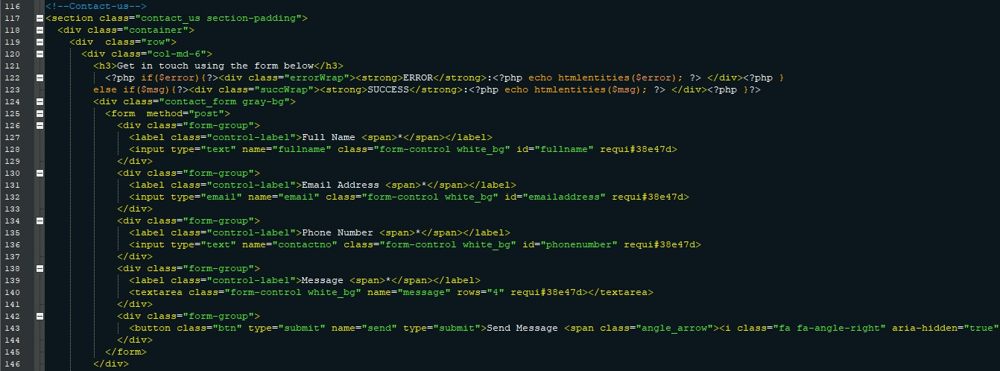 116 <!--Contact-us-->
117 <section class="contact_us section-padding">
118 <div class="container">
119 <div  class="row">
120 <div class="col-md-6">
121 <h3>Get in touch using the form below</h3>
122 <?php if($error){?><div class="errorWrap"><strong>ERROR</strong>:<?php echo htmlentities($error); ?> </div><?php }
123 else if($msg){?><div class="succWrap"><strong>SUCCESS</strong>:<?php echo htmlentities($msg); ?> </div><?php }?>
124 <div class="contact_form gray-bg">
125 <form  method="post">
126 <div class="form-group">
127 <label class="control-label">Full Name <span>*</span></label>
128 <input type="text" name="fullname" class="form-control white_bg" id="fullname" requi#38e47d>
129 </div>
130 <div class="form-group">
131 <label class="control-label">Email Address <span>*</span></label>
132 <input type="email" name="email" class="form-control white_bg" id="emailaddress" requi#38e47d>
133 </div>
134 <div class="form-group">
135 <label class="control-label">Phone Number <span>*</span></label>
136 <input type="text" name="contactno" class="form-control white_bg" id="phonenumber" requi#38e47d>
137 </div>
138 <div class="form-group">
139 <label class="control-label">Message <span>*</span></label>
140 <textarea class="form-control white_bg" name="message" rows="4" requi#38e47d></textarea>
141 </div>
142 <div class="form-group">
143 <button class="btn" type="submit" name="send" type="submit">Send Message <span class="angle_arrow"><i class="fa fa-angle-right" aria-hidden="true"
144 </div>
145 </form>
146 </div>